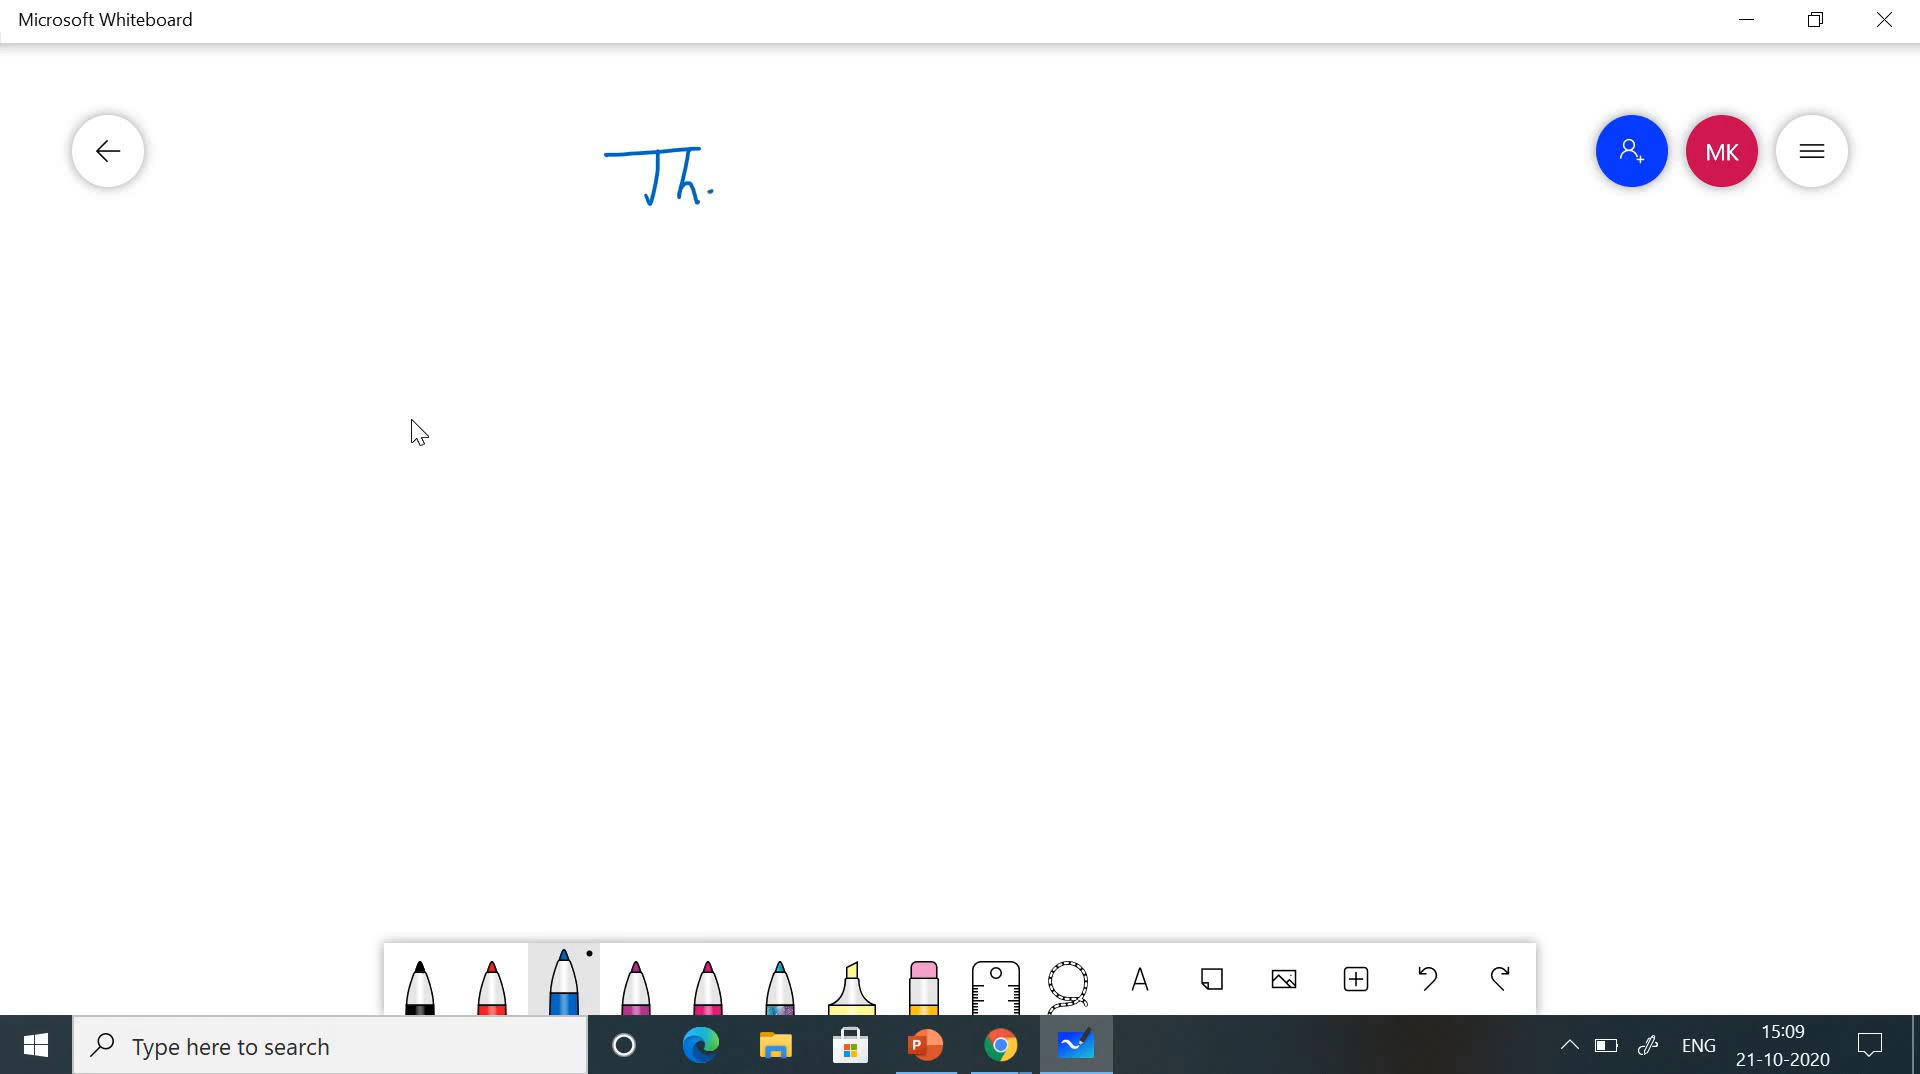 Microsoft Whiteboard
Th.
MK
A
Type here to search
P
ENG
15:09
21-10-2020